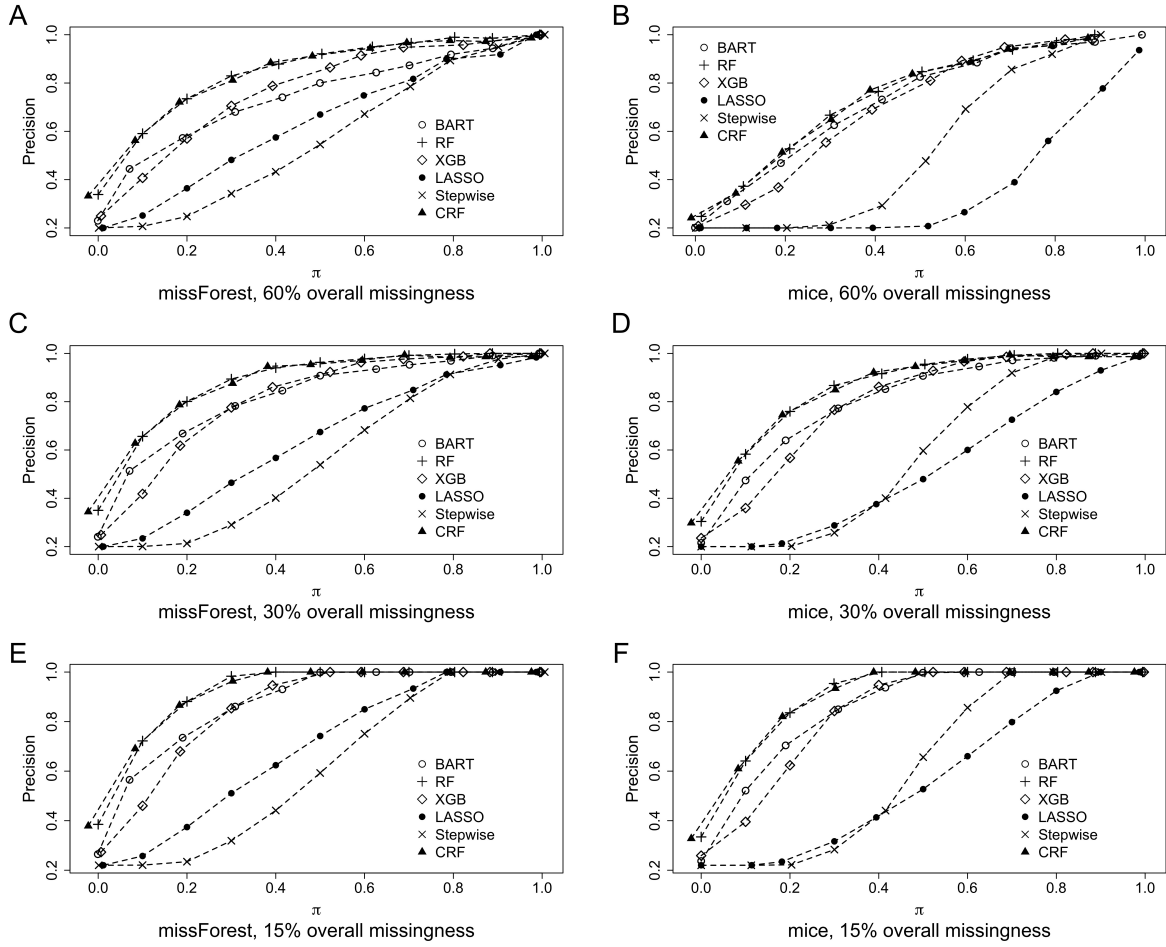 A
1.0
0.8
0.6
0.4
0.2
Precision
BART
RF
XGB
LASSO
Stepwise
CRF
0.0 0.2 0.4 0.6 0.8 1.0
π
missForest, 60% overall missingness
B
1.0
0.8
0.6
0.4
0.2
Precision
BART
RF
XGB
LASSO
Stepwise
CRF
0.0 0.2 0.4 0.6 0.8 1.0
π
mice, 60% overall missingness
C
1.0
0.8
0.6
0.4
0.2
Precision
BART
RF
XGB
LASSO
Stepwise
CRF
0.0 0.2 0.4 0.6 0.8 1.0
π
missForest, 30% overall missingness
D
1.0
0.8
0.6
0.4
0.2
Precision
BART
RF
XGB
LASSO
Stepwise
CRF
0.0 0.2 0.4 0.6 0.8 1.0
π
mice, 30% overall missingness
E
1.0
0.8
0.6
0.4
0.2
Precision
BART
RF
XGB
LASSO
Stepwise
CRF
0.0 0.2 0.4 0.6 0.8 1.0
π
missForest, 15% overall missingness
F
1.0
0.8
0.6
0.4
0.2
Precision
BART
RF
XGB
LASSO
Stepwise
CRF
0.0 0.2 0.4 0.6 0.8 1.0
π
mice, 15% overall missingness